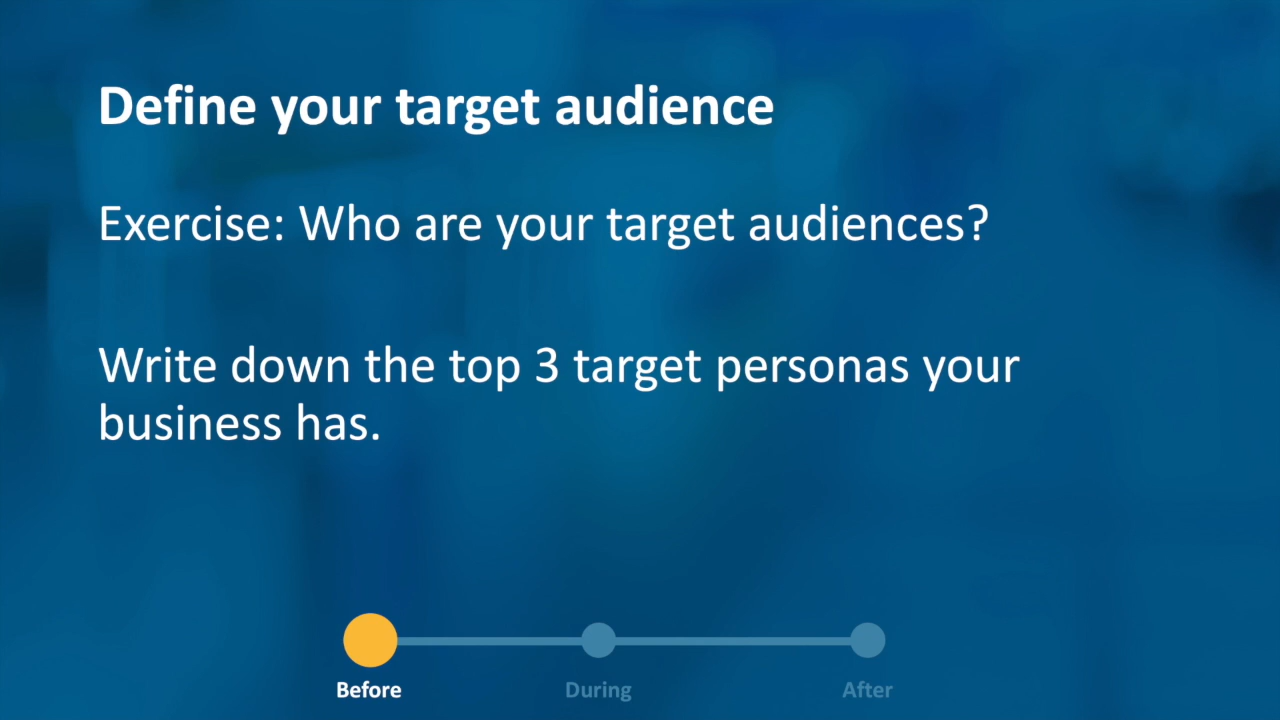 Define your target audience
Exercise: Who are your target audiences?
Write down the top 3 target personas your
business has.
Before
During
After